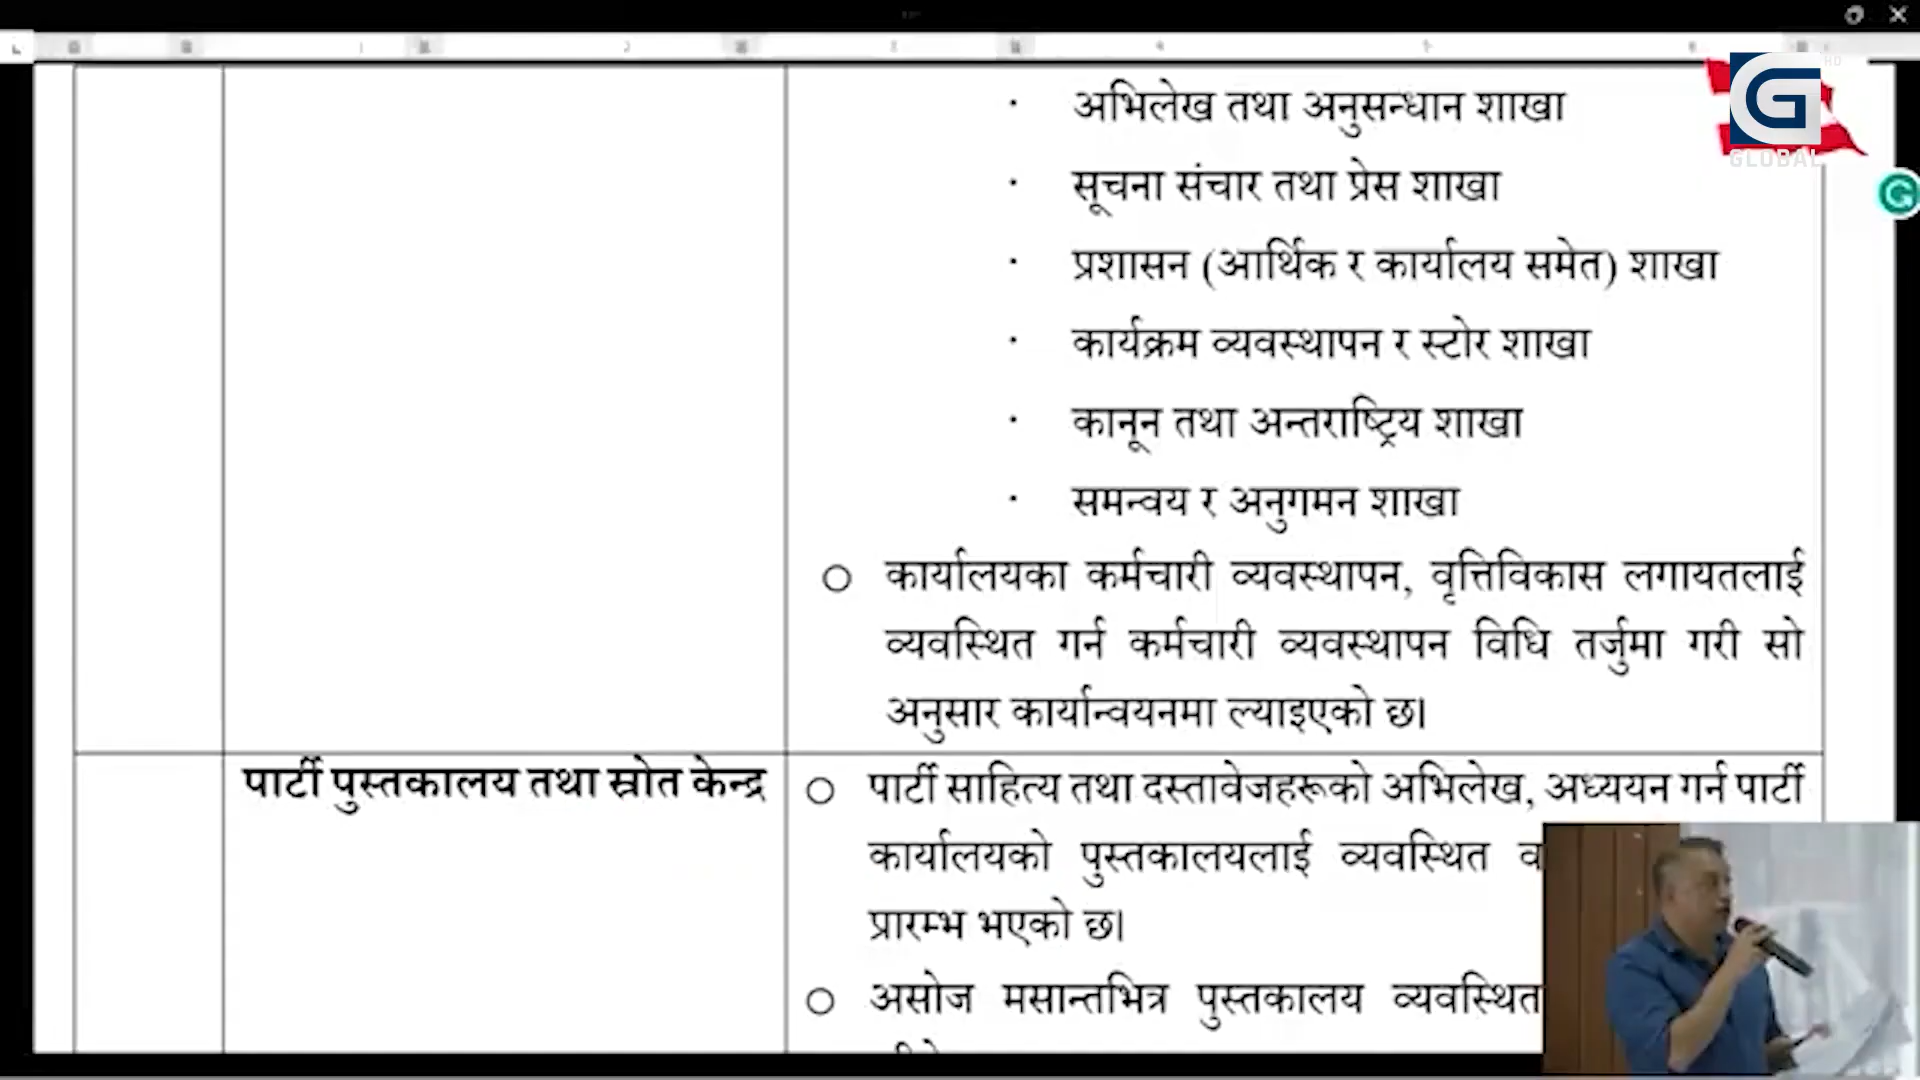 G
GLOBAL
HD
· अभिलेख तथा अनुसन्धान शाखा
· सूचना संचार तथा प्रेस शाखा
· प्रशासन (आर्थिक र कार्यालय समेत) शाखा
· कार्यक्रम व्यवस्थापन र स्टोर शाखा
· कानून तथा अन्तराष्ट्रिय शाखा
· समन्वय र अनुगमन शाखा
○ कार्यालयका कर्मचारी व्यवस्थापन, वृत्तिविकास लगायतलाई
व्यवस्थित गर्न कर्मचारी व्यवस्थापन विधि तर्जुमा गरी सो
अनुसार कार्यान्वयनमा ल्याइएको छ।
पार्टी पुस्तकालय तथा स्रोत केन्द्र
○ पार्टी साहित्य तथा दस्तावेजहरूको अभिलेख, अध्ययन गर्न पार्टी
कार्यालयको पुस्तकालयलाई व्यवस्थित
प्रारम्भ भएको छ।
○ असोज मसान्तभित्र पुस्तकालय व्यवस्थित